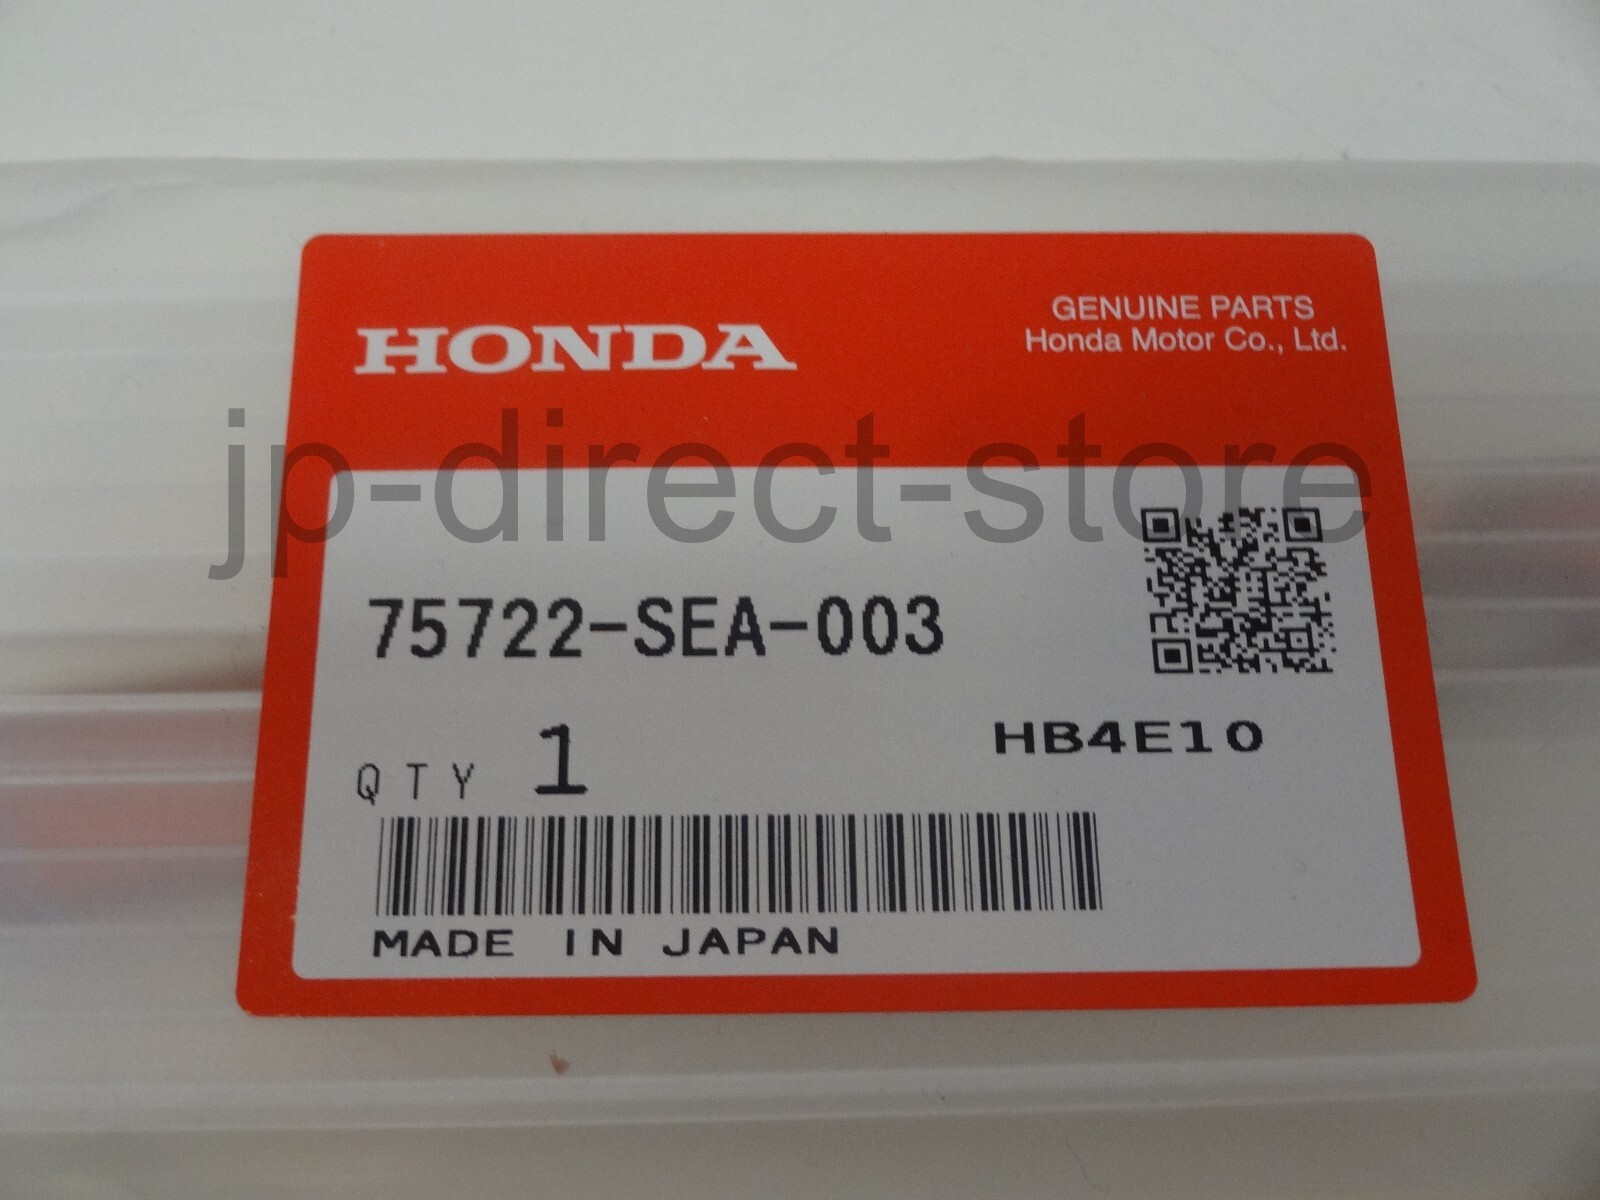 HONDA
GENUINE PARTS
Honda Motor Co., Ltd.
jp-direct-store
75722-SEA-003
QTY 1
HB4E10
MADE IN JAPAN